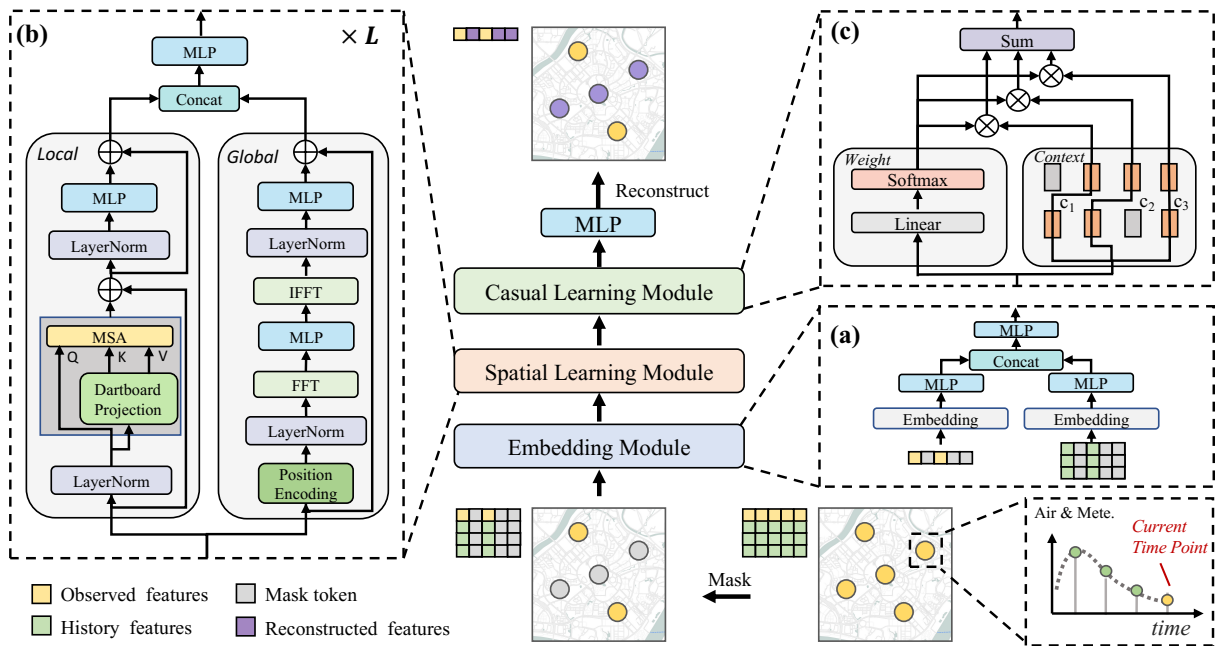 (b)
× L
MLP
Concat
Local
Global
MLP
MLP
LayerNorm
LayerNorm
IFFT
MSA
MLP
Q
K
V
Dartboard
Projection
FFT
LayerNorm
LayerNorm
Position
Encoding
Reconstruct
MLP
Casual Learning Module
Spatial Learning Module
Embedding Module
Mask
(c)
Sum
Weight
Context
Softmax
Linear
c1
c2
c3
(a)
MLP
Concat
MLP
MLP
Embedding
Embedding
Air & Mete.
Current
Time Point
time
Observed features
Mask token
History features
Reconstructed features